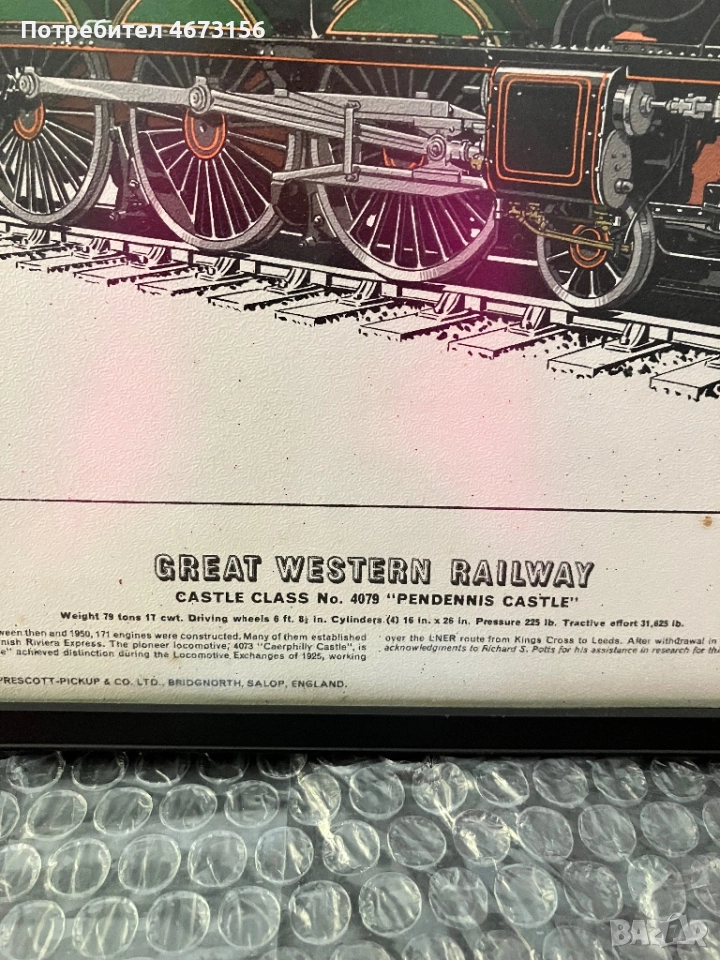 Потребител 4673156
GREAT WESTERN RAILWAY
CASTLE CLASS No. 4079 "PENDENNIS CASTLE"
Weight 79 tons 17 cwt. Driving wheels 6 ft. 8½ in. Cylinders (4) 16 in. x 26 in. Pressure 225 lb. Tractive effort 31,625 lb.
ween then and 1950, 171 engines were constructed. Many of them established
nish Riviera Express. The pioneer locomotive, 4073 "Caerphilly Castle", is
e" achieved distinction during the Locomotive Exchanges of 1925, working
over the LNER route from Kings Cross to Leeds. After withdrawal in
acknowledgments to Richard S. Potts for his assistance in research for th
PRESCOTT-PICKUP & CO. LTD., BRIDGNORTH, SALOP, ENGLAND.
BAZAR